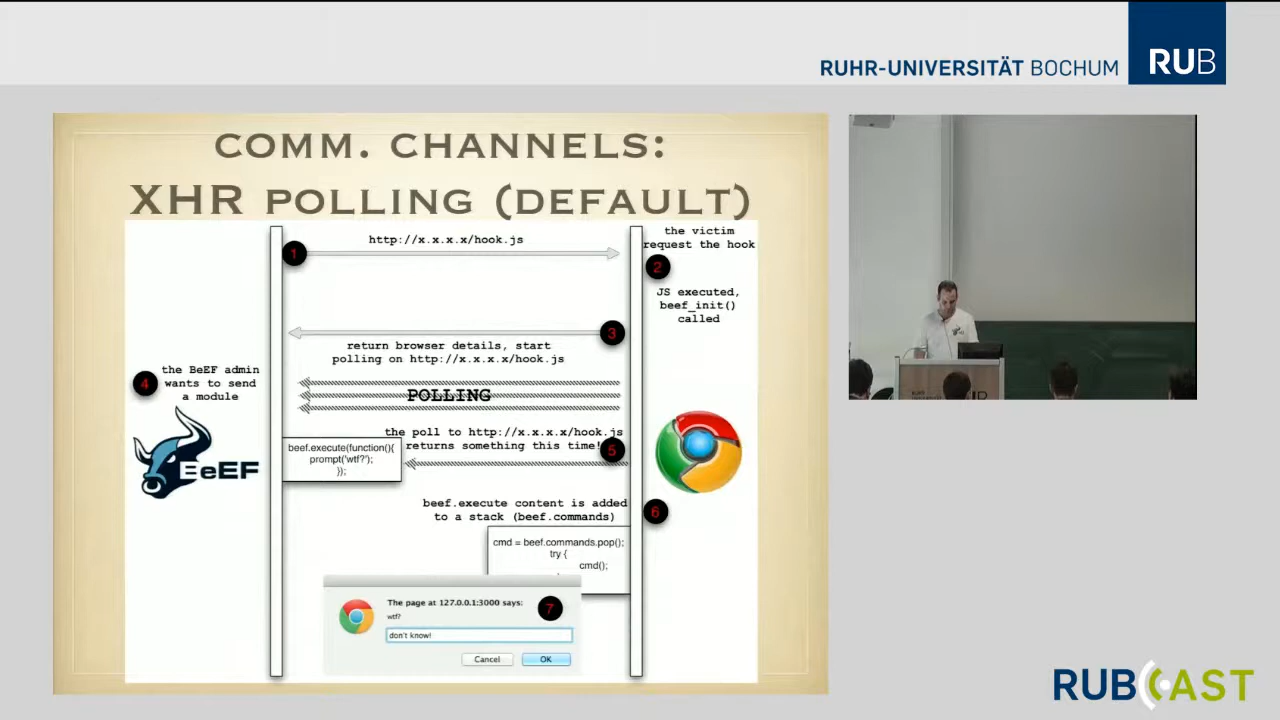 RUHR-UNIVERSITÄT BOCHUM
RUB
COMM. CHANNELS:
XHR POLLING (DEFAULT)
1
http://x.x.x.x/hook.js
the victim
request the hook
2
JS executed,
beef_init()
called
3
return browser details, start
polling on http://x.x.x.x/hook.js
4
the BeEF admin
wants to send
a module
POLLING
BeEF
the poll to http://x.x.x.x/hook.js
returns something this time!
5
beef.execute(function(){
prompt('wtf?');
});
beef.execute content is added
to a stack (beef.commands)
6
cmd = beef.commands.pop();
try {
cmd();
The page at 127.0.0.1:3000 says:
wtf?
7
don't know!
Cancel
OK
RUBCAST